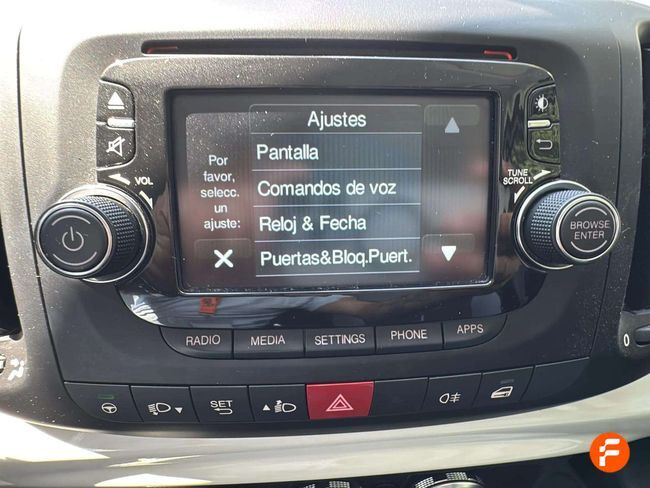 Ajustes
Por
favor,
selecc.
un
ajuste:
Pantalla
Comandos de voz
Reloj & Fecha
Puertas&Bloq.Puert.
VOL
TUNE
SCROLL
BROWSE
ENTER
RADIO
MEDIA
SETTINGS
PHONE
APPS
SET
0
F